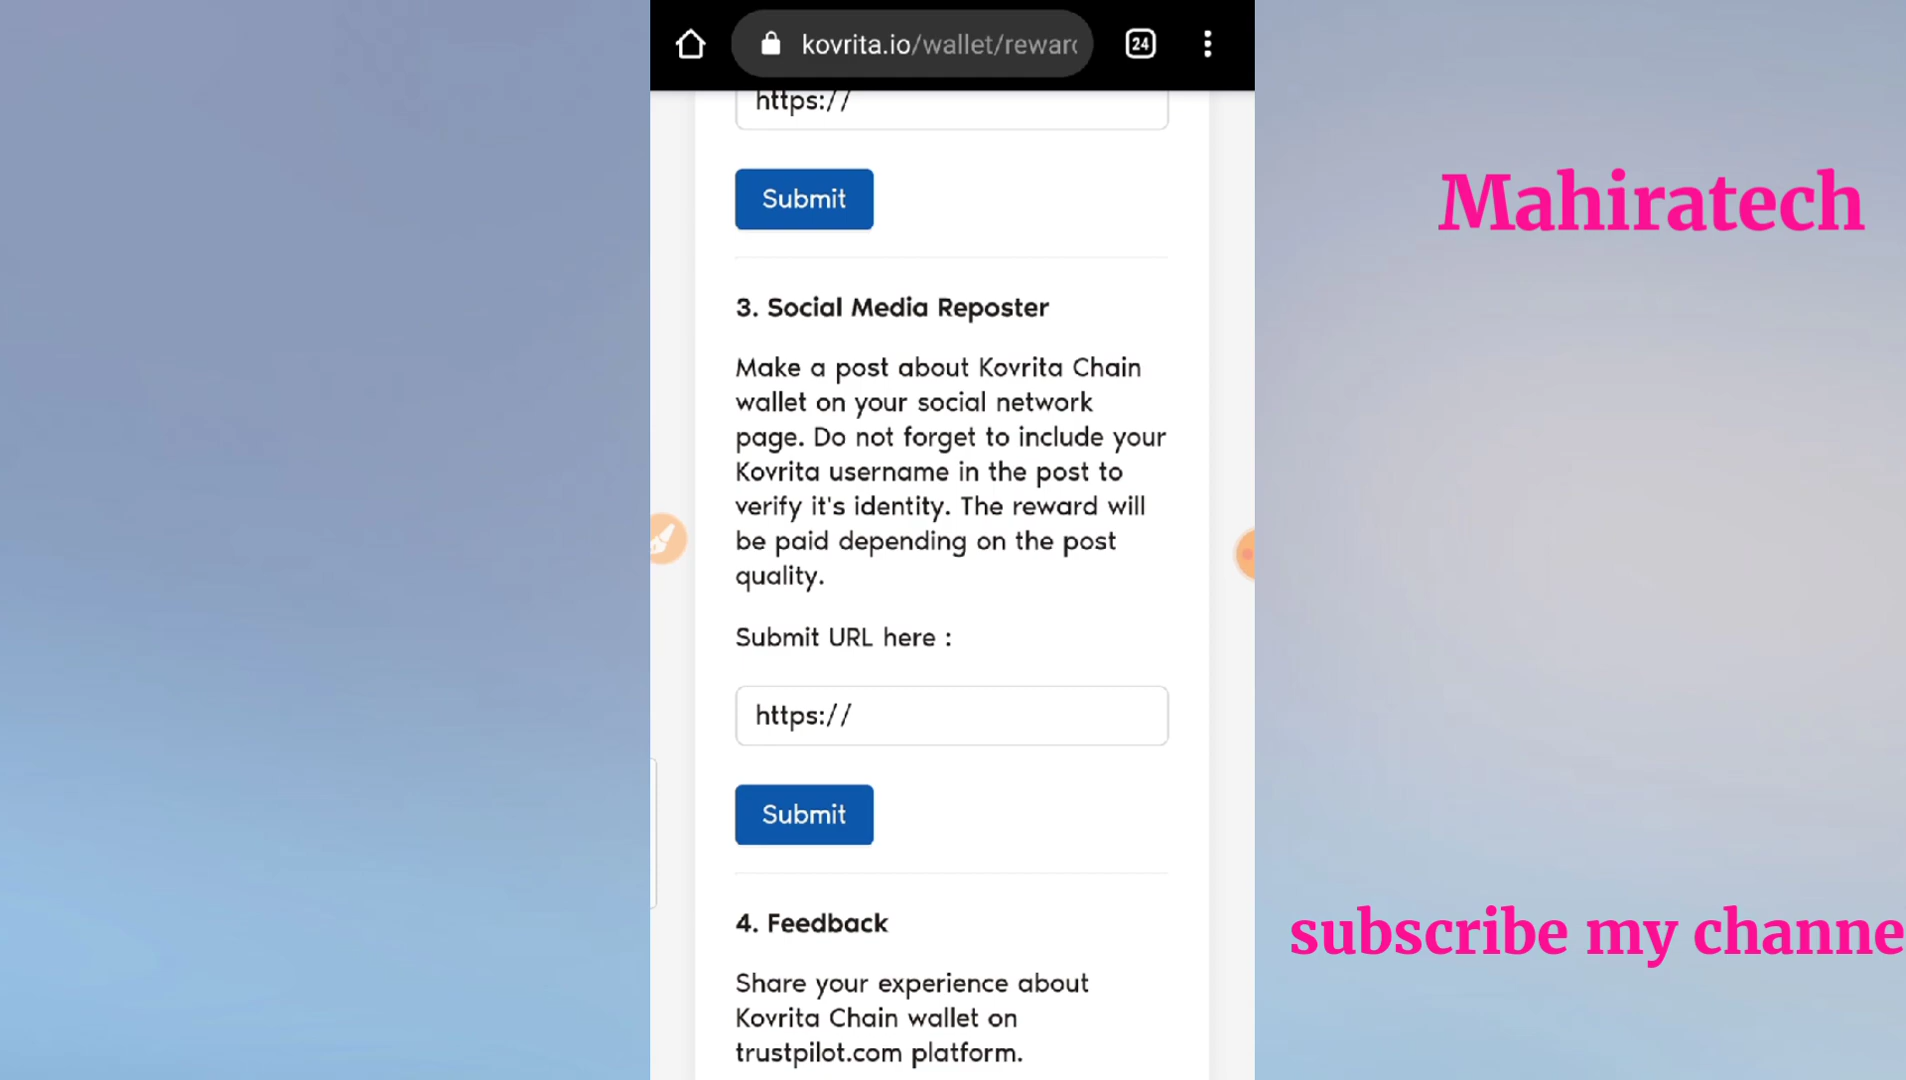 kovrita.io/wallet/reward
24
https://
Submit
3. Social Media Reposter
Make a post about Kovrita Chain
wallet on your social network
page. Do not forget to include your
Kovrita username in the post to
verify it's identity. The reward will
be paid depending on the post
quality.
Submit URL here :
https://
Submit
4. Feedback
Share your experience about
Kovrita Chain wallet on
trustpilot.com platform.
Mahiratech
subscribe my channe